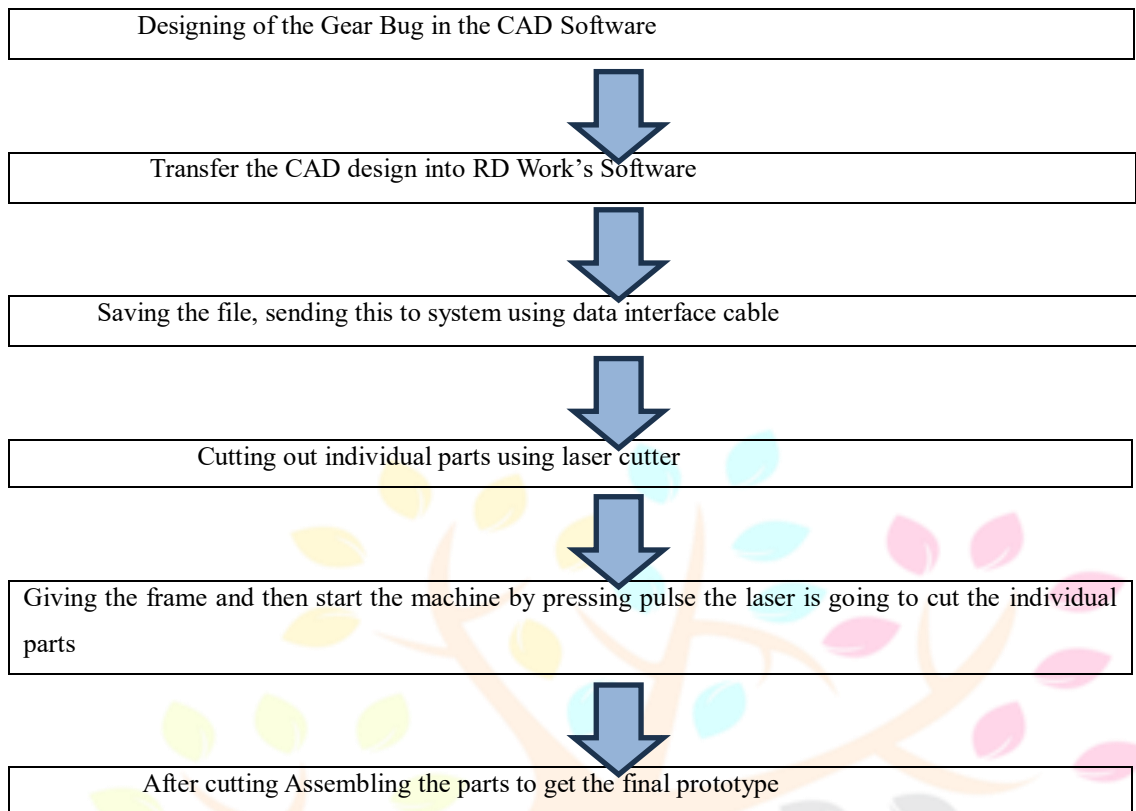 Designing of the Gear Bug in the CAD Software
Transfer the CAD design into RD Work’s Software
Saving the file, sending this to system using data interface cable
Cutting out individual parts using laser cutter
Giving the frame and then start the machine by pressing pulse the laser is going to cut the individual
parts
After cutting Assembling the parts to get the final prototype